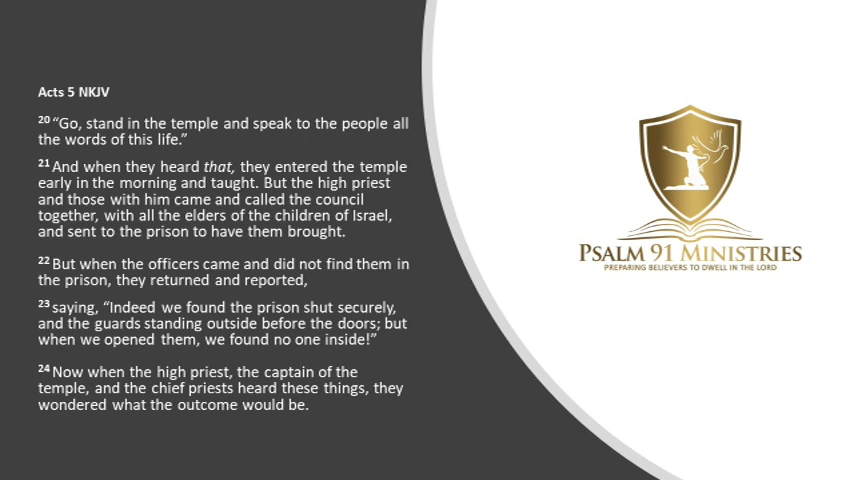 Acts 5 NKJV
20 “Go, stand in the temple and speak to the people all
the words of this life.”
21 And when they heard that, they entered the temple
early in the morning and taught. But the high priest
and those with him came and called the council
together, with all the elders of the children of Israel,
and sent to the prison to have them brought.
22 But when the officers came and did not find them in
the prison, they returned and reported,
23 saying, “Indeed we found the prison shut securely,
and the guards standing outside before the doors; but
when we opened them, we found no one inside!”
24 Now when the high priest, the captain of the
temple, and the chief priests heard these things, they
wondered what the outcome would be.
PSALM 91 MINISTRIES
PREPARING BELIEVERS TO DWELL IN THE LORD